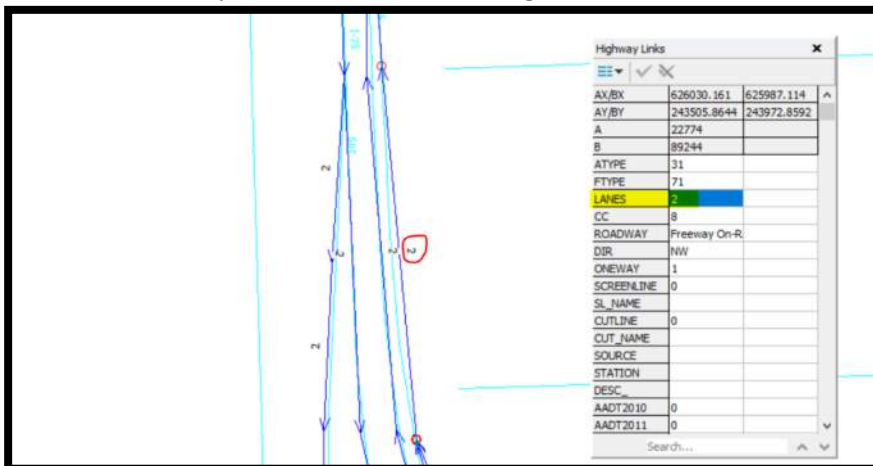 I-75
SB2
2
2
2
2
2
Highway Links
AX/BX 626030.161 625987.114
AY/BY 243505.8644 243972.8592
A 22774
B 89244
ATYPE 31
FTYPE 71
LANES 2
CC 8
ROADWAY Freeway On-R
DIR NW
ONEWAY 1
SCREENLINE 0
SL_NAME
CUTLINE 0
CUT_NAME
SOURCE
STATION
DESC_
AADT2010 0
AADT2011 0
Search...